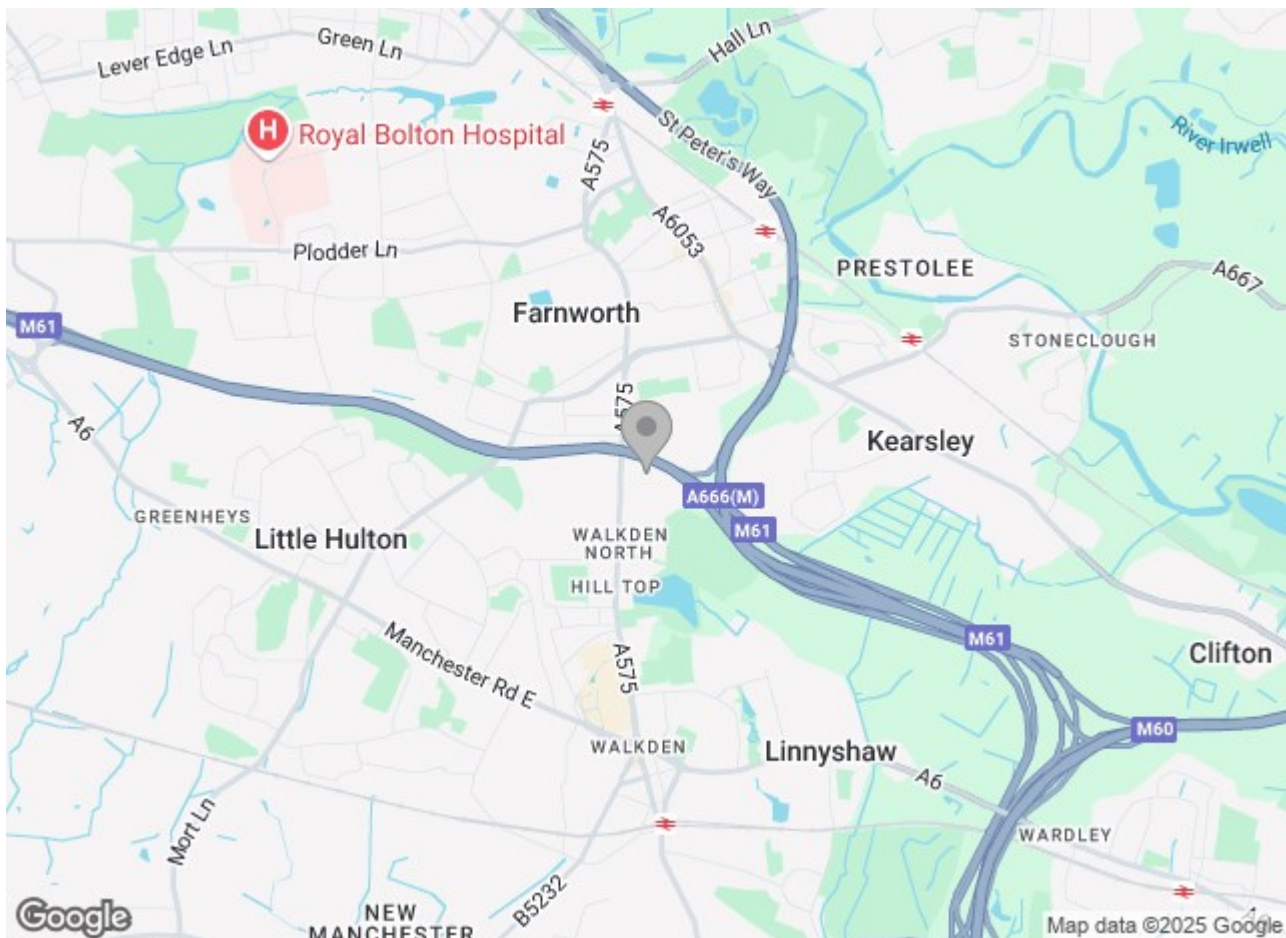 Lever Edge Ln
Green Ln
Hall Ln
H
Royal Bolton Hospital
A575
St Peter's Way
River Irwell
A6053
Plodder Ln
PRESTOLEE
A667
M61
Farnworth
STONECLOUGH
A575
A6
Kearsley
A666(M)
GREENHEYS
Little Hulton
WALKDEN
NORTH
M61
HILL TOP
Manchester Rd E
A575
M61
Clifton
WALKDEN
Linnyshaw
M60
A6
Mort Ln
WARDLEY
B5232
NEW
MANCHESTER
A6
Google
Map data ©2025 Google